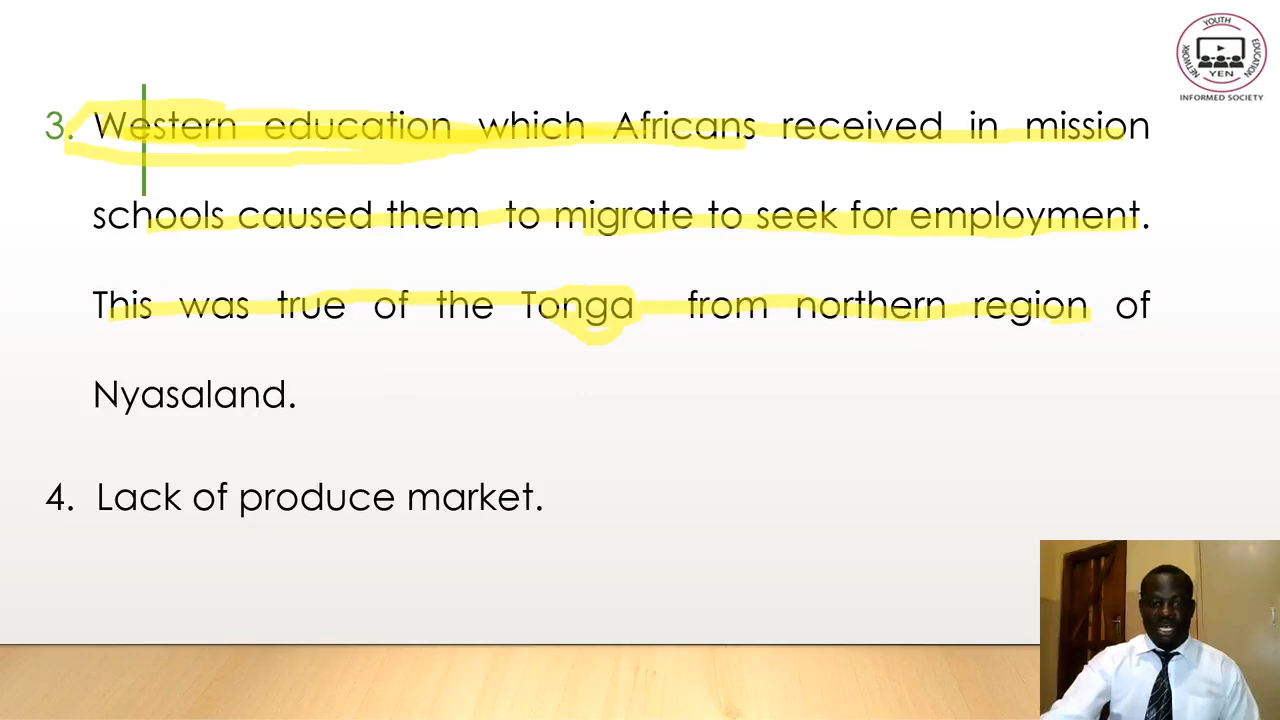 YOUTH
EDUCATION
NETWORK
YEN
INFORMED SOCIETY
3. Western education which Africans received in mission
schools caused them to migrate to seek for employment.
This was true of the Tonga from northern region of
Nyasaland.
4. Lack of produce market.